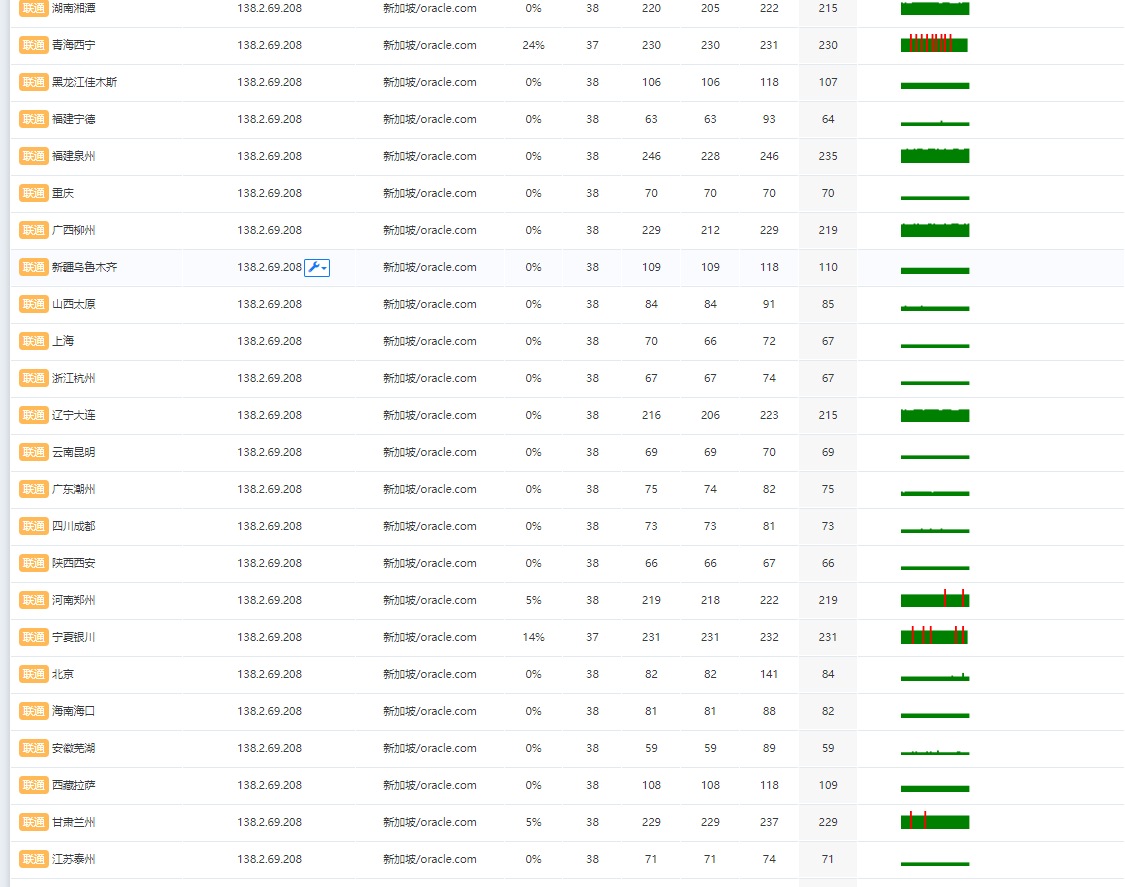 联通 湖南湘潭 138.2.69.208 新加坡/oracle.com 0% 38 220 205 222 215
联通 青海西宁 138.2.69.208 新加坡/oracle.com 24% 37 230 230 231 230
联通 黑龙江佳木斯 138.2.69.208 新加坡/oracle.com 0% 38 106 106 118 107
联通 福建宁德 138.2.69.208 新加坡/oracle.com 0% 38 63 63 93 64
联通 福建泉州 138.2.69.208 新加坡/oracle.com 0% 38 246 228 246 235
联通 重庆 138.2.69.208 新加坡/oracle.com 0% 38 70 70 70 70
联通 广西柳州 138.2.69.208 新加坡/oracle.com 0% 38 229 212 229 219
联通 新疆乌鲁木齐 138.2.69.208 新加坡/oracle.com 0% 38 109 109 118 110
联通 山西太原 138.2.69.208 新加坡/oracle.com 0% 38 84 84 91 85
联通 上海 138.2.69.208 新加坡/oracle.com 0% 38 70 66 72 67
联通 浙江杭州 138.2.69.208 新加坡/oracle.com 0% 38 67 67 74 67
联通 辽宁大连 138.2.69.208 新加坡/oracle.com 0% 38 216 206 223 215
联通 云南昆明 138.2.69.208 新加坡/oracle.com 0% 38 69 69 70 69
联通 广东潮州 138.2.69.208 新加坡/oracle.com 0% 38 75 74 82 75
联通 四川成都 138.2.69.208 新加坡/oracle.com 0% 38 73 73 81 73
联通 陕西西安 138.2.69.208 新加坡/oracle.com 0% 38 66 66 67 66
联通 河南郑州 138.2.69.208 新加坡/oracle.com 5% 38 219 218 222 219
联通 宁夏银川 138.2.69.208 新加坡/oracle.com 14% 37 231 231 232 231
联通 北京 138.2.69.208 新加坡/oracle.com 0% 38 82 82 141 84
联通 海南海口 138.2.69.208 新加坡/oracle.com 0% 38 81 81 88 82
联通 安徽芜湖 138.2.69.208 新加坡/oracle.com 0% 38 59 59 89 59
联通 西藏拉萨 138.2.69.208 新加坡/oracle.com 0% 38 108 108 118 109
联通 甘肃兰州 138.2.69.208 新加坡/oracle.com 5% 38 229 229 237 229
联通 江苏泰州 138.2.69.208 新加坡/oracle.com 0% 38 71 71 74 71